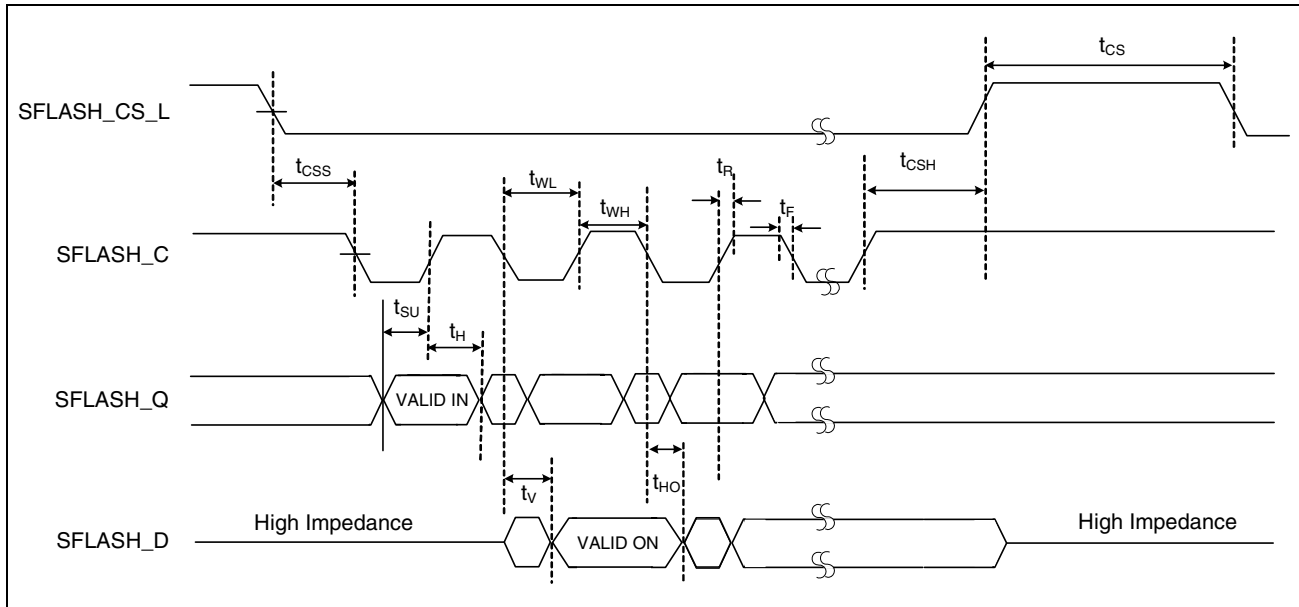 tCS
SFLASH_CS_L
tCSS
tWL
tWH
tR
tF
tCSH
SFLASH_C
tSU
tH
SFLASH_Q
VALID IN
tV
tHO
SFLASH_D
High Impedance
VALID ON
High Impedance